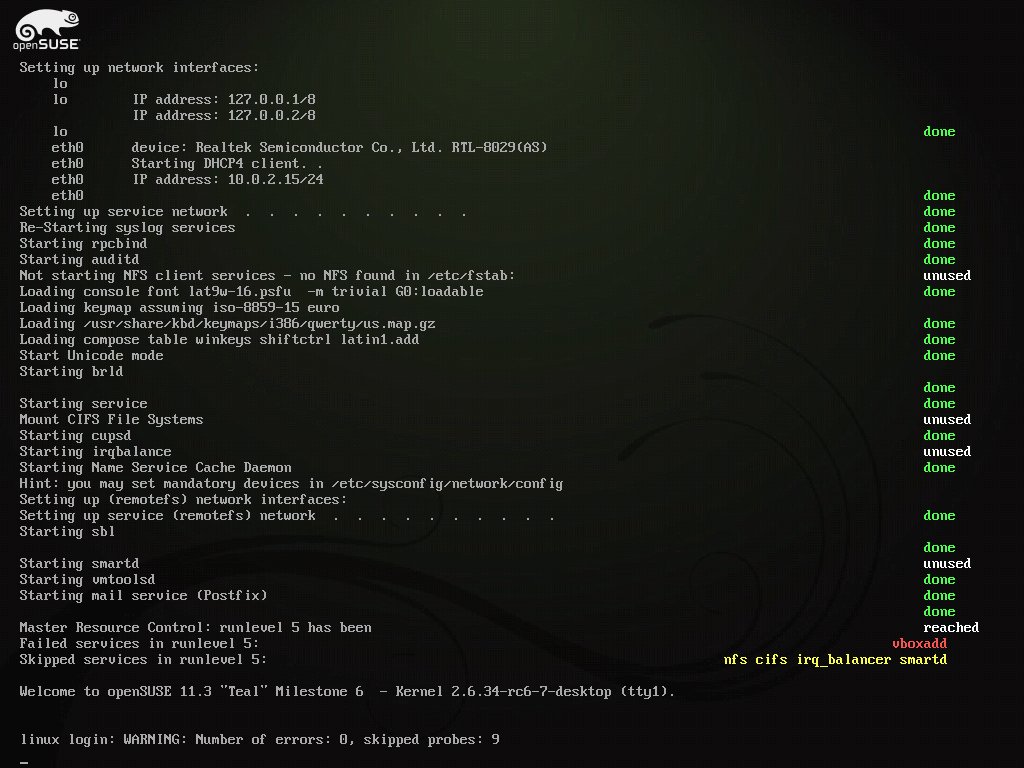 openSUSE
Setting up network interfaces:
lo
lo IP address: 127.0.0.1/8
IP address: 127.0.0.2/8
lo done
eth0 device: Realtek Semiconductor Co., Ltd. RTL-8029(AS)
eth0 Starting DHCP4 client. .
eth0 IP address: 10.0.2.15/24
eth0 done
Setting up service network . . . . . . . . . . done
Re-Starting syslog services done
Starting rpcbind done
Starting auditd done
Not starting NFS client services - no NFS found in /etc/fstab: unused
Loading console font lat9w-16.psfu -m trivial G0:loadable done
Loading keymap assuming iso-8859-15 euro
Loading /usr/share/kbd/keymaps/i386/qwerty/us.map.gz done
Loading compose table winkeys shiftctrl latin1.add done
Start Unicode mode done
Starting brld
done
Starting service done
Mount CIFS File Systems unused
Starting cupsd done
Starting irqbalance unused
Starting Name Service Cache Daemon done
Hint: you may set mandatory devices in /etc/sysconfig/network/config
Setting up (remotefs) network interfaces:
Setting up service (remotefs) network . . . . . . . . . . done
Starting sbl
done
Starting smartd unused
Starting vmtoolsd done
Starting mail service (Postfix) done
done
Master Resource Control: runlevel 5 has been reached
Failed services in runlevel 5: vboxadd
Skipped services in runlevel 5: nfs cifs irq_balancer smartd
Welcome to openSUSE 11.3 "Teal" Milestone 6 - Kernel 2.6.34-rc6-7-desktop (tty1).
linux login: WARNING: Number of errors: 0, skipped probes: 9
_